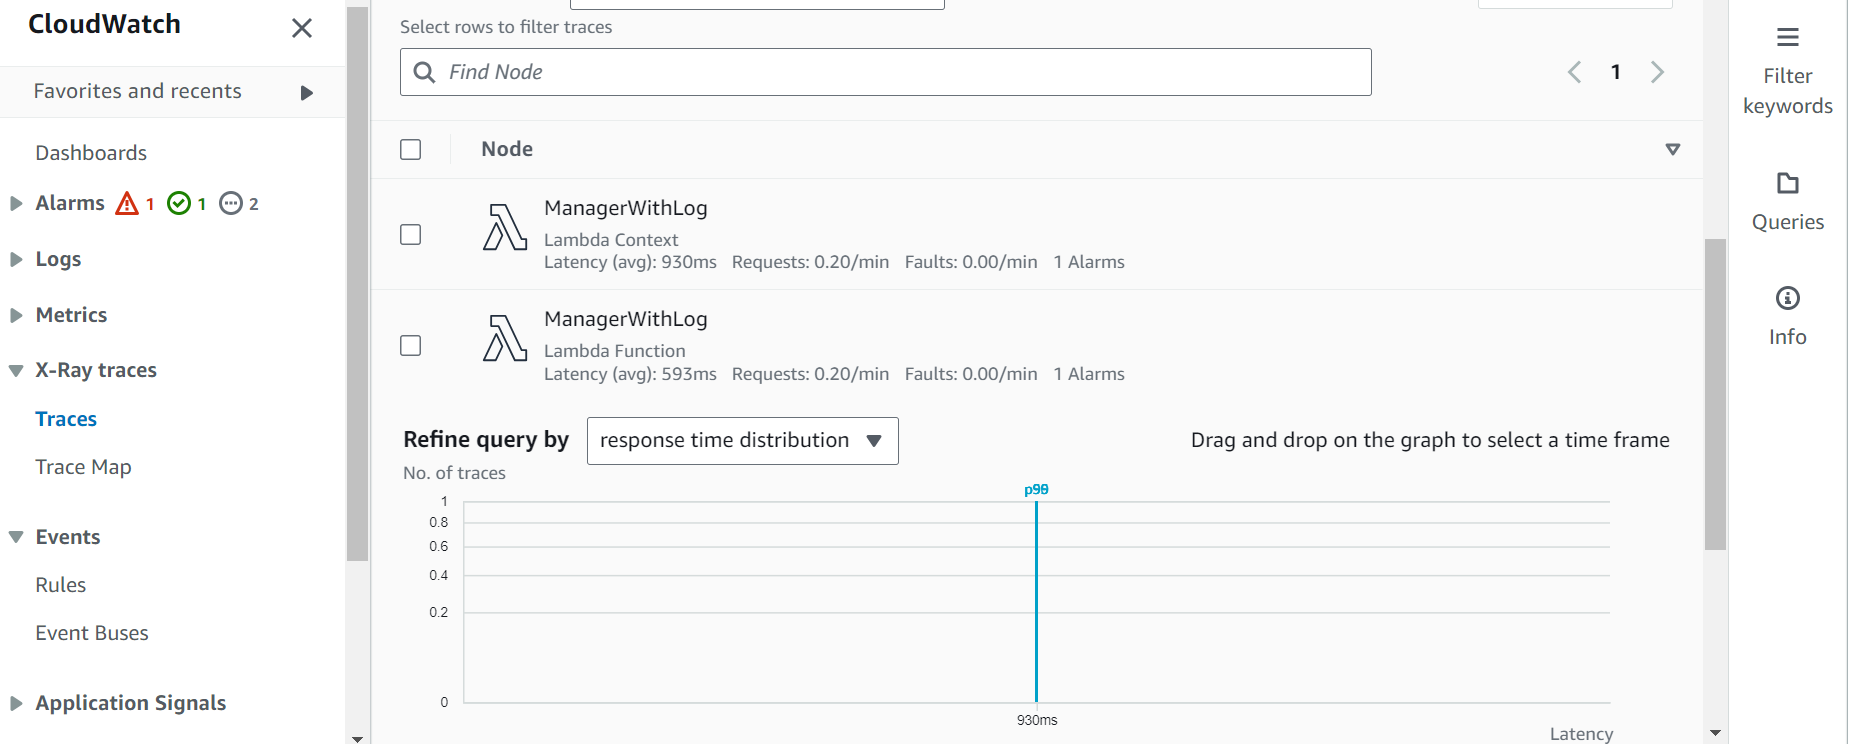 CloudWatch
Favorites and recents
Dashboards
Alarms 1 1 2
Logs
Metrics
X-Ray traces
Traces
Trace Map
Events
Rules
Event Buses
Application Signals
Select rows to filter traces
Find Node
1
Node
ManagerWithLog
Lambda Context
Latency (avg): 930ms Requests: 0.20/min Faults: 0.00/min 1 Alarms
ManagerWithLog
Lambda Function
Latency (avg): 593ms Requests: 0.20/min Faults: 0.00/min 1 Alarms
Refine query by response time distribution Drag and drop on the graph to select a time frame
No. of traces
1
0.8
0.6
0.4
0.2
0
930ms
Latency
Filter
keywords
Queries
Info